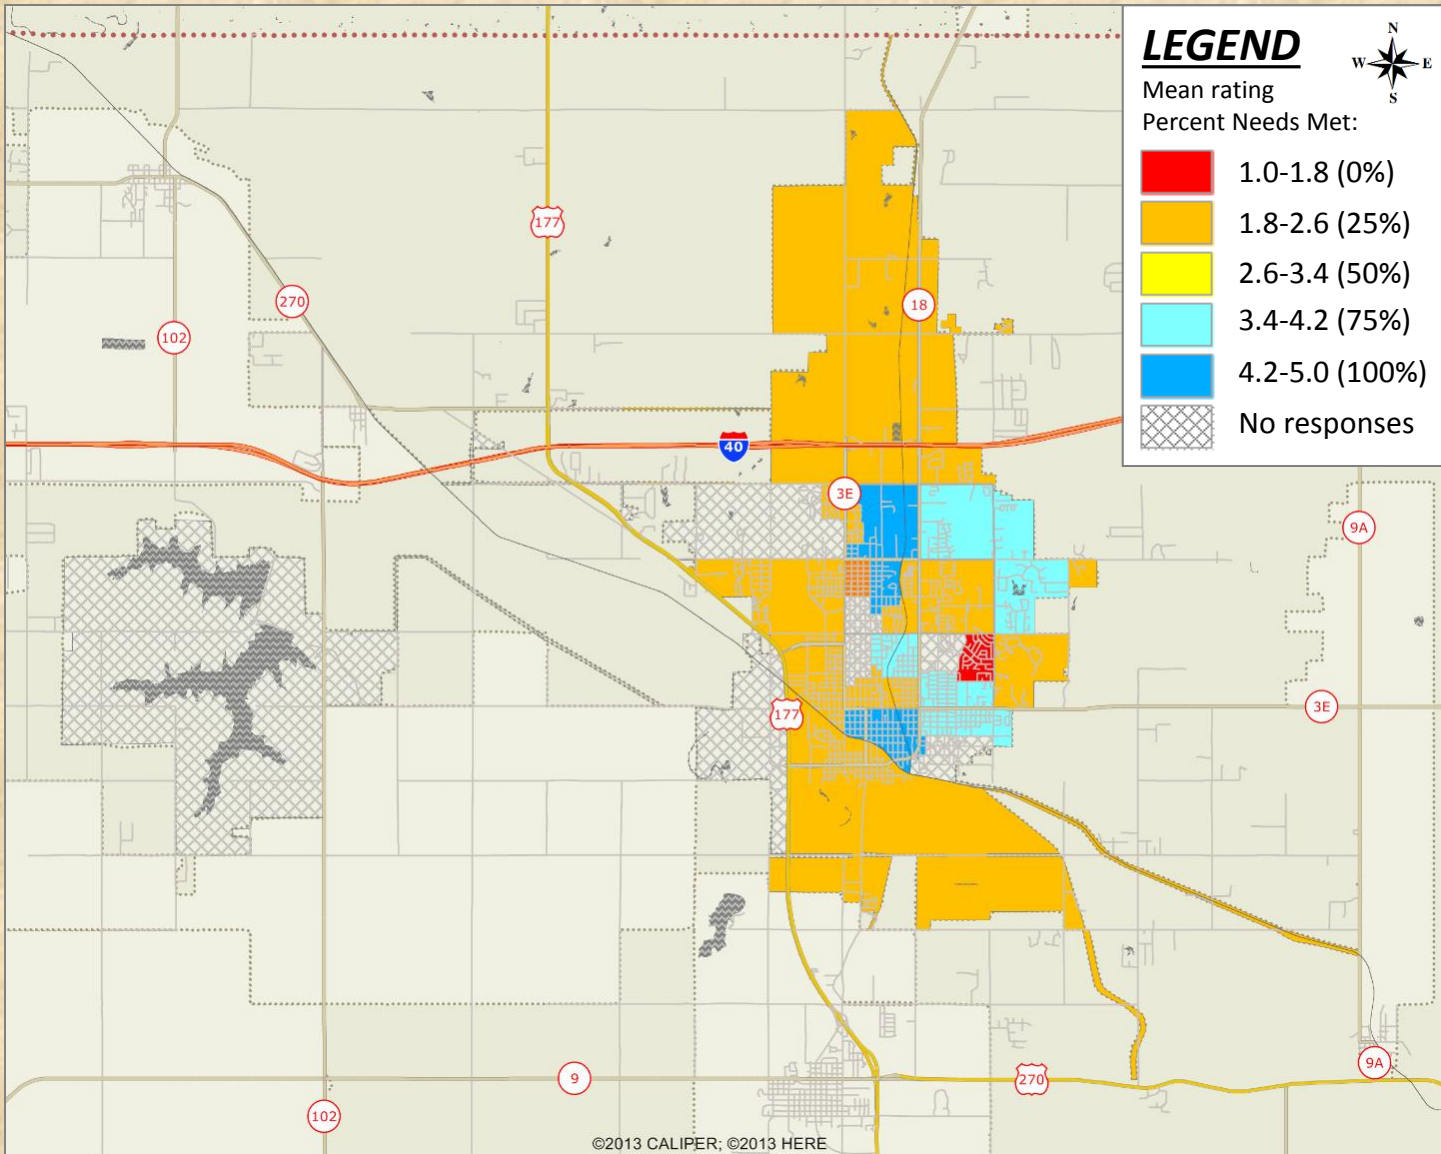 LEGEND
N
W E
S
Mean rating
Percent Needs Met:
1.0-1.8 (0%)
1.8-2.6 (25%)
2.6-3.4 (50%)
3.4-4.2 (75%)
4.2-5.0 (100%)
No responses
177
270
18
102
40
3E
9A
177
3E
9
270
9A
102
©2013 CALIPER; ©2013 HERE